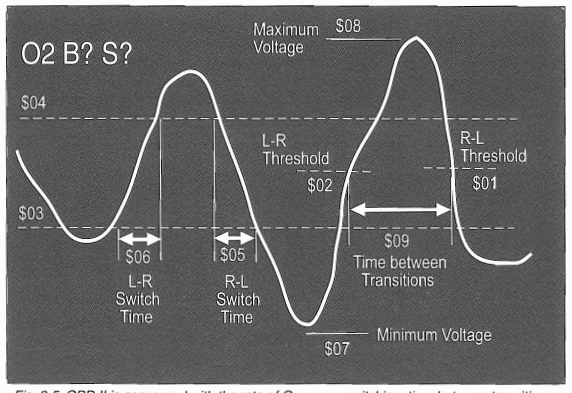 O2 B? S?
Maximum
Voltage
$08
$04
L-R
Threshold
$02
R-L
Threshold
$01
$03
$06
L-R
Switch
Time
$05
R-L
Switch
Time
$09
Time between
Transitions
Minimum Voltage
$07